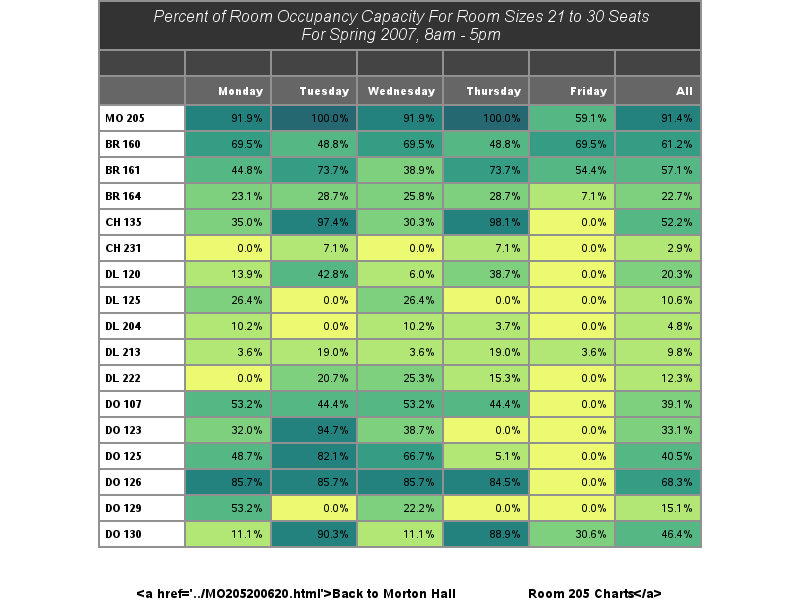 Percent of Room Occupancy Capacity For Room Sizes 21 to 30 Seats
For Spring 2007, 8am - 5pm
Monday Tuesday Wednesday Thursday Friday All
MO 205 91.9% 100.0% 91.9% 100.0% 59.1% 91.4%
BR 160 69.5% 48.8% 69.5% 48.8% 69.5% 61.2%
BR 161 44.8% 73.7% 38.9% 73.7% 54.4% 57.1%
BR 164 23.1% 28.7% 25.8% 28.7% 7.1% 22.7%
CH 135 35.0% 97.4% 30.3% 98.1% 0.0% 52.2%
CH 231 0.0% 7.1% 0.0% 7.1% 0.0% 2.9%
DL 120 13.9% 42.8% 6.0% 38.7% 0.0% 20.3%
DL 125 26.4% 0.0% 26.4% 0.0% 0.0% 10.6%
DL 204 10.2% 0.0% 10.2% 3.7% 0.0% 4.8%
DL 213 3.6% 19.0% 3.6% 19.0% 3.6% 9.8%
DL 222 0.0% 20.7% 25.3% 15.3% 0.0% 12.3%
DO 107 53.2% 44.4% 53.2% 44.4% 0.0% 39.1%
DO 123 32.0% 94.7% 38.7% 0.0% 0.0% 33.1%
DO 125 48.7% 82.1% 66.7% 5.1% 0.0% 40.5%
DO 126 85.7% 85.7% 85.7% 84.5% 0.0% 68.3%
DO 129 53.2% 0.0% 22.2% 0.0% 0.0% 15.1%
DO 130 11.1% 90.3% 11.1% 88.9% 30.6% 46.4%
<a href='../MO205200620.html'>Back to Morton Hall Room 205 Charts</a>